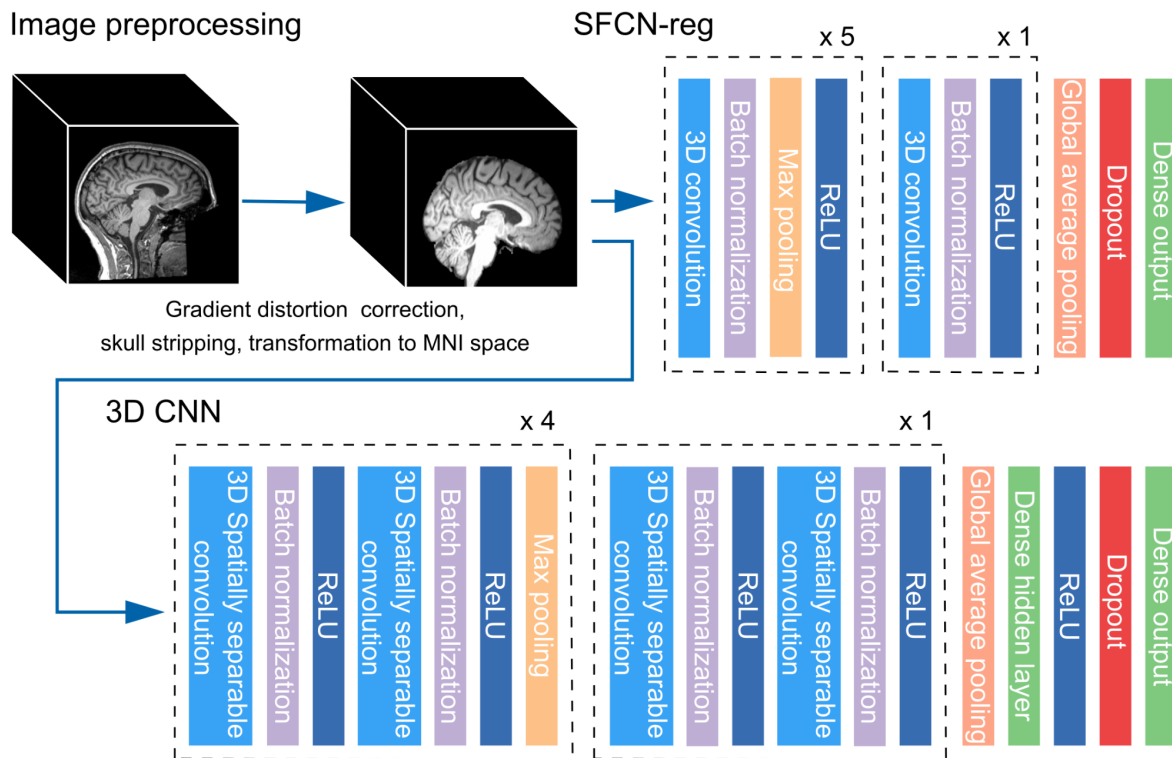 Image preprocessing
SFCN-reg
x 5
x 1
3D convolution
Batch normalization
Max pooling
ReLU
3D convolution
Batch normalization
ReLU
Global average pooling
Dropout
Dense output
Gradient distortion correction,
skull stripping, transformation to MNI space
3D CNN
x 4
x 1
3D Spatially separable
convolution
Batch normalization
ReLU
3D Spatially separable
convolution
Batch normalization
ReLU
Max pooling
3D Spatially separable
convolution
Batch normalization
ReLU
3D Spatially separable
convolution
Batch normalization
ReLU
Global average pooling
Dense hidden layer
ReLU
Dropout
Dense output